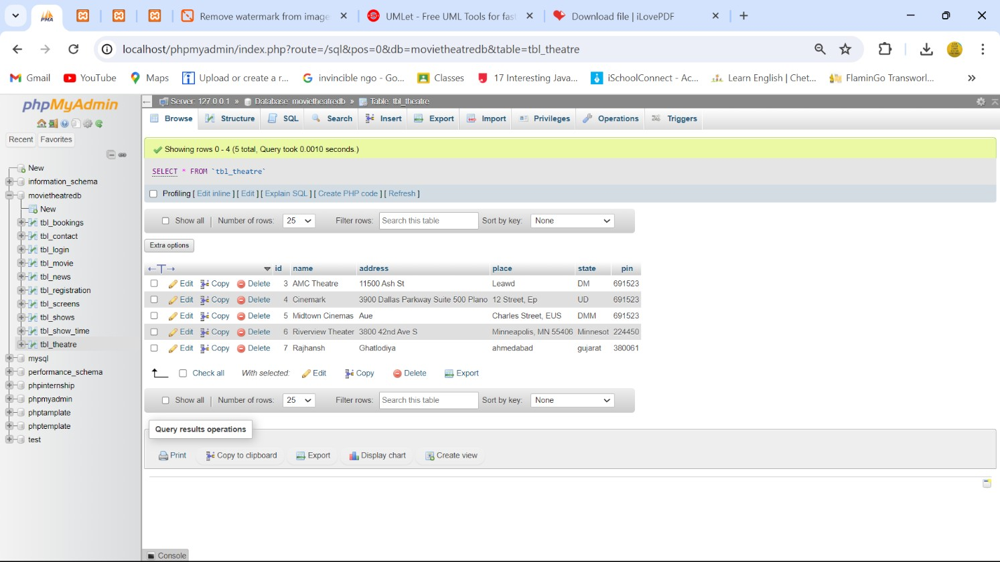 PMA
Remove watermark from image
UMLet - Free UML Tools for fast
Download file | iLovePDF
localhost/phpmyadmin/index.php?route=/sql&pos=0&db=movietheatredb&table=tbl_theatre
Gmail YouTube Maps Upload or create a r... invincible ngo - Go... Classes 17 Interesting Java... iSchoolConnect - Ac... Learn English | Chet... FlaminGo Transworl... »
phpMyAdmin
Recent Favorites
New
information_schema
movietheatredb
New
tbl_bookings
tbl_contact
tbl_login
tbl_movie
tbl_news
tbl_registration
tbl_screens
tbl_shows
tbl_show_time
tbl_theatre
mysql
performance_schema
phpinternship
phpmyadmin
phptamplate
phptemplate
test
Server: 127.0.0.1 » Database: movietheatredb » Table: tbl_theatre
Browse Structure SQL Search Insert Export Import Privileges Operations Triggers
Showing rows 0 - 4 (5 total, Query took 0.0010 seconds.)
SELECT * FROM `tbl_theatre`
Profiling [ Edit inline ] [ Edit ] [ Explain SQL ] [ Create PHP code ] [ Refresh ]
Show all | Number of rows: 25 Filter rows: Search this table Sort by key: None
Extra options
←T→ id name address place state pin
Edit Copy Delete 3 AMC Theatre 11500 Ash St Leawd DM 691523
Edit Copy Delete 4 Cinemark 3900 Dallas Parkway Suite 500 Plano 12 Street, Ep UD 691523
Edit Copy Delete 5 Midtown Cinemas Aue Charles Street, EUS DMM 691523
Edit Copy Delete 6 Riverview Theater 3800 42nd Ave S Minneapolis, MN 55406 Minnesot 224450
Edit Copy Delete 7 Rajhansh Ghatlodiya ahmedabad gujarat 380061
Check all With selected: Edit Copy Delete Export
Show all | Number of rows: 25 Filter rows: Search this table Sort by key: None
Query results operations
Print Copy to clipboard Export Display chart Create view
Console